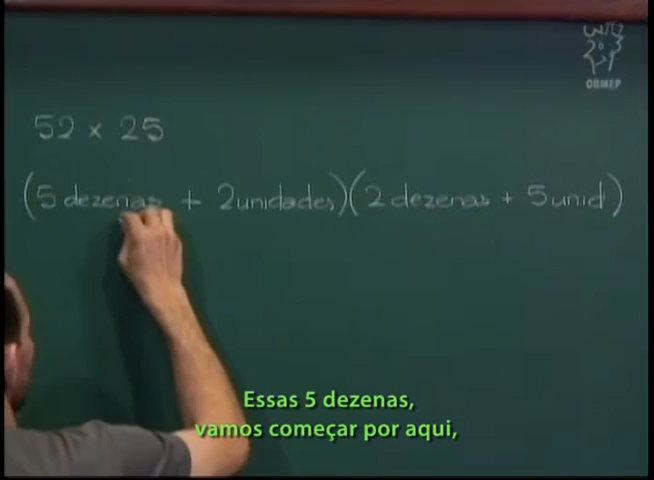 OBMEP
52 × 25
(5 dezenas + 2 unidades)(2 dezenas + 5 unid)
Essas 5 dezenas,
vamos começar por aqui,